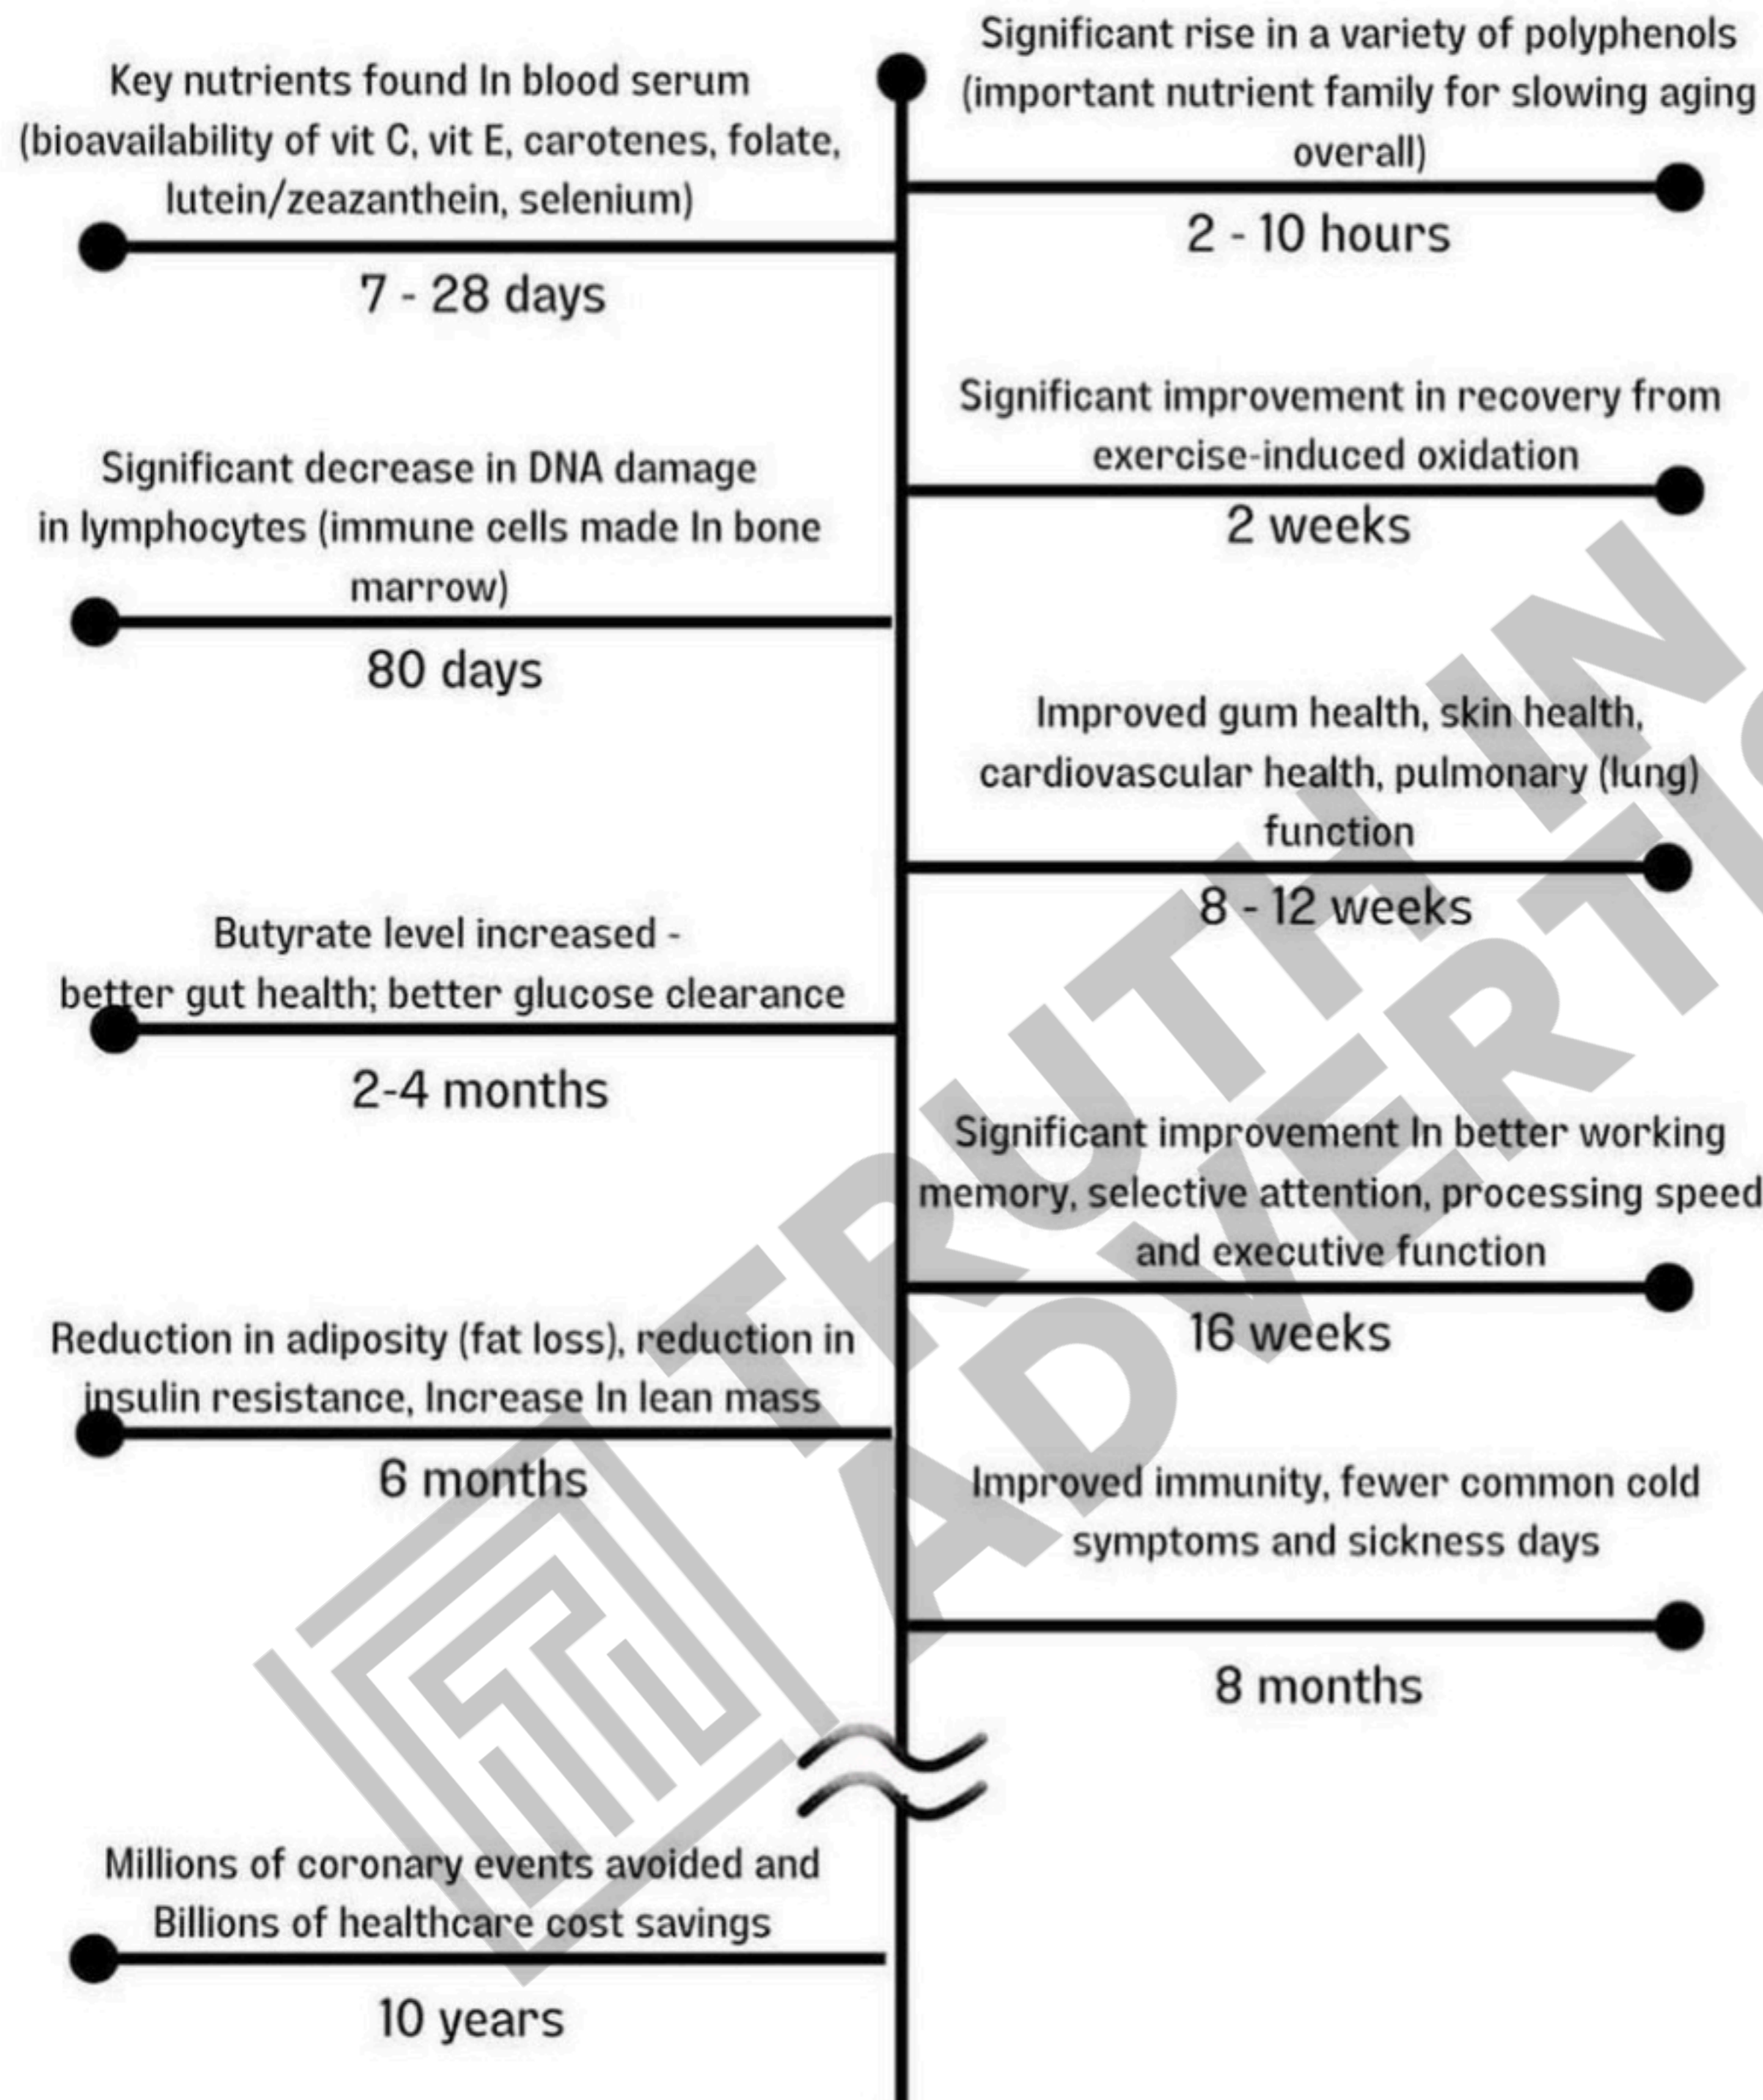 Significant rise in a variety of polyphenols
(important nutrient family for slowing aging
overall)
2 - 10 hours
Key nutrients found In blood serum
(bioavailability of vit C, vit E, carotenes, folate,
lutein/zeazanthein, selenium)
7 - 28 days
Significant improvement in recovery from
exercise-induced oxidation
2 weeks
Significant decrease in DNA damage
in lymphocytes (immune cells made In bone
marrow)
80 days
Improved gum health, skin health,
cardiovascular health, pulmonary (lung)
function
8 - 12 weeks
Butyrate level increased -
better gut health; better glucose clearance
2-4 months
Significant improvement In better working
memory, selective attention, processing speed
and executive function
16 weeks
Reduction in adiposity (fat loss), reduction in
insulin resistance, Increase In lean mass
6 months
Improved immunity, fewer common cold
symptoms and sickness days
8 months
Millions of coronary events avoided and
Billions of healthcare cost savings
10 years
TRUTH IN